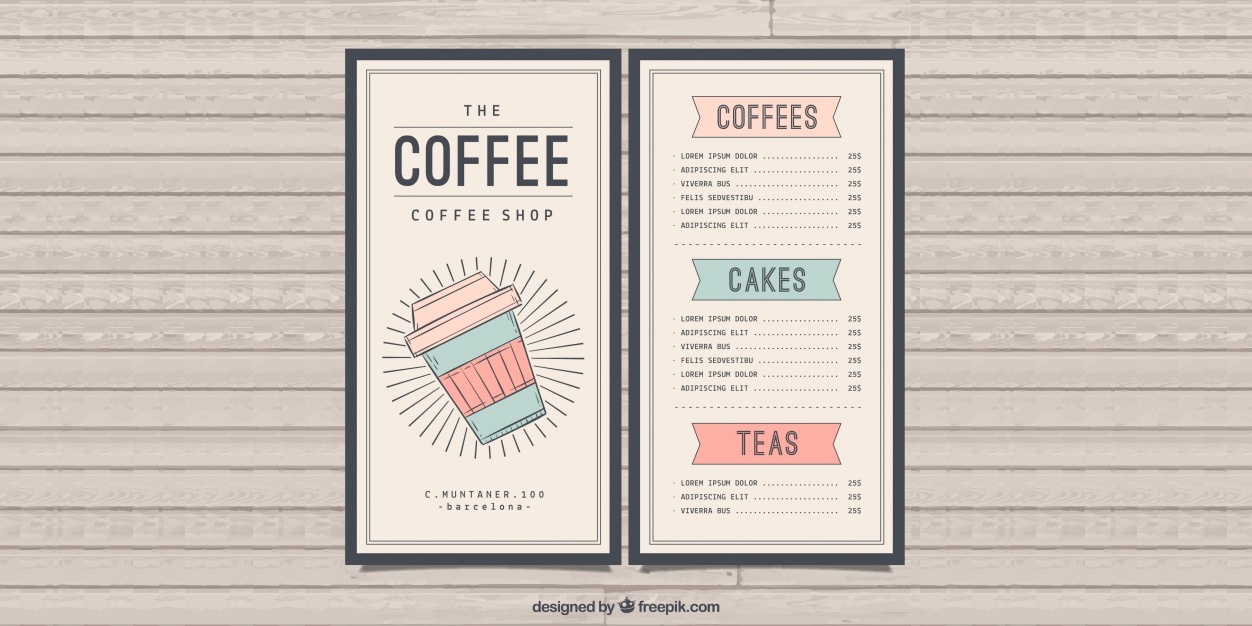 THE
COFFEE
COFFEE SHOP
C.MUNTANER.100
-barcelona-
COFFEES
· LOREM IPSUM DOLOR ................. 25$
· ADIPISCING ELIT .................... 25$
· VIVERRA BUS ....................... 25$
· FELIS SEDVESTIBU .................. 25$
· LOREM IPSUM DOLOR ................. 25$
· ADIPISCING ELIT .................... 25$
CAKES
· LOREM IPSUM DOLOR ................. 25$
· ADIPISCING ELIT .................... 25$
· VIVERRA BUS ....................... 25$
· FELIS SEDVESTIBU .................. 25$
· LOREM IPSUM DOLOR ................. 25$
· ADIPISCING ELIT .................... 25$
TEAS
· LOREM IPSUM DOLOR ................. 25$
· ADIPISCING ELIT .................... 25$
· VIVERRA BUS ....................... 25$
designed by freepik.com